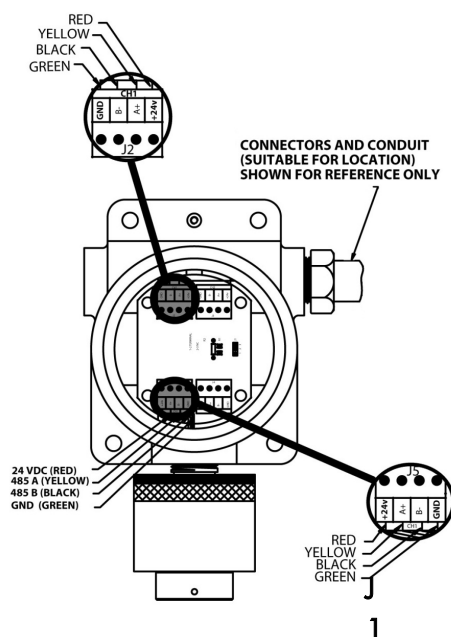 RED
YELLOW
BLACK
GREEN
CH1
GND B- A+ +24v
J2
CONNECTORS AND CONDUIT
(SUITABLE FOR LOCATION)
SHOWN FOR REFERENCE ONLY
24 VDC (RED)
485 A (YELLOW)
485 B (BLACK)
GND (GREEN)
J5
+24v A+ B- GND
CH1
RED
YELLOW
BLACK
GREEN
J
1